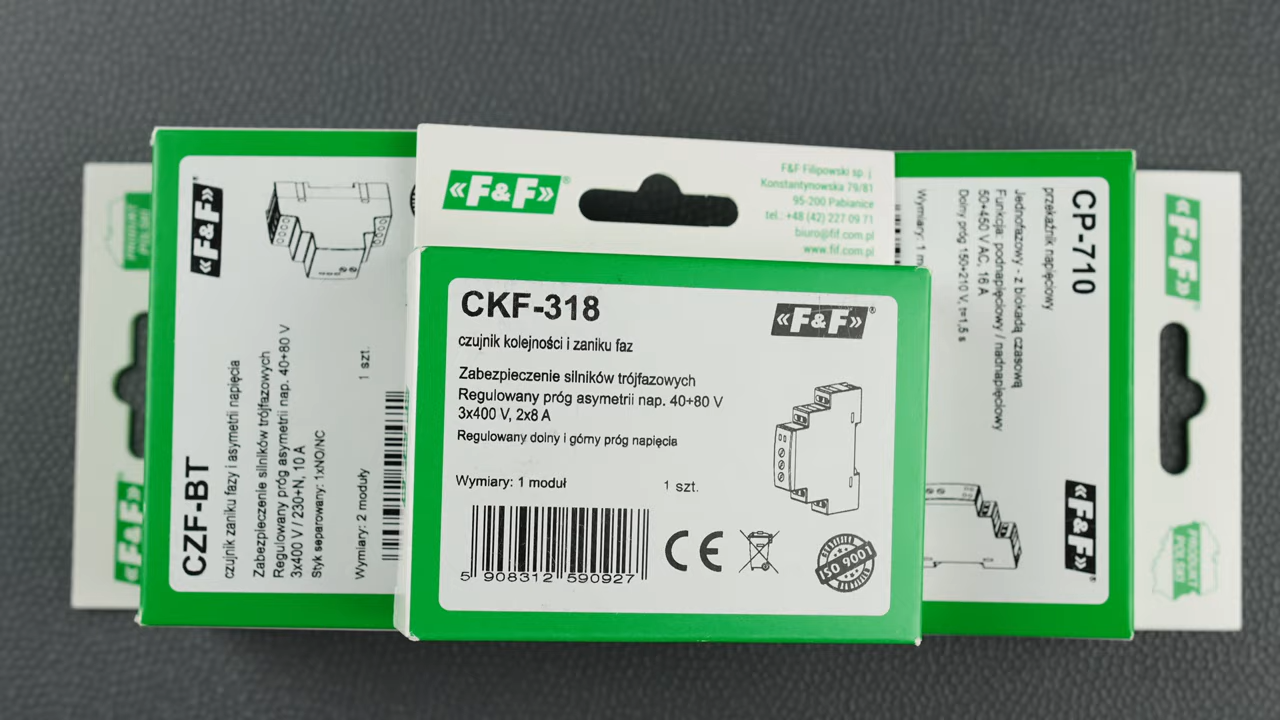 «F&F»®
F&F Filipowski sp. j.
Konstantynowska 79/81
95-200 Pabianice
tel.: +48 (42) 227 09 71
biuro@fif.com.pl
www.fif.com.pl
CKF-318
«F&F»®
czujnik kolejności i zaniku faz
Zabezpieczenie silników trójfazowych
Regulowany próg asymetrii nap. 40÷80 V
3x400 V, 2x8 A
Regulowany dolny i górny próg napięcia
Wymiary: 1 moduł
1 szt.
5 908312 590927
CE
ISO 9001
PRODUKT
POLSKI
«F&F»
«F&F»®
CZF-BT
czujnik zaniku fazy i asymetrii napięcia
Zabezpieczenie silników trójfazowych
Regulowany próg asymetrii nap. 40÷80 V
3x400 V / 230+N, 10 A
Styk separowany: 1xNO/NC
Wymiary: 2 moduły
1 szt.
CP-710
przekaźnik napięciowy
Jednofazowy - z blokadą czasową
Funkcja: podnapięciowy / nadnapięciowy
50÷450 V AC, 16 A
Dolny próg 150÷210 V, t=1,5 s
Wymiary: 1
«F&F»®
«F&F»®
PRODUKT
POLSKI